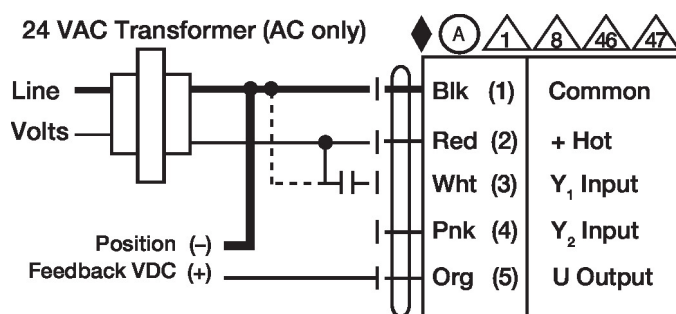 24 VAC Transformer (AC only)
A 1 8 46 47
Line
Volts
Blk (1) Common
Red (2) + Hot
Wht (3) Y₁ Input
Pnk (4) Y₂ Input
Org (5) U Output
Position (–)
Feedback VDC (+)